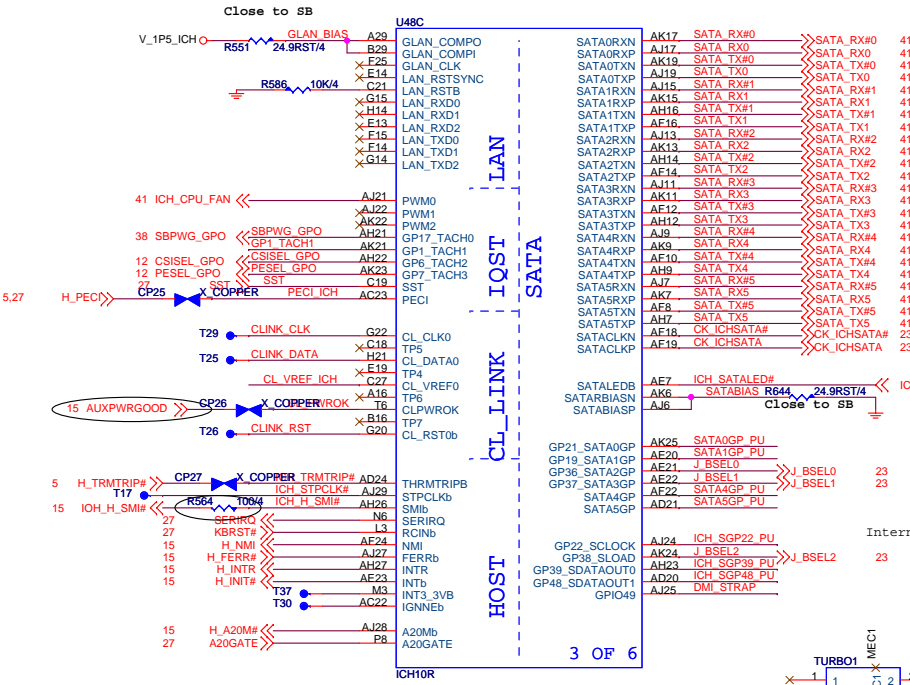 Close to SB
V_1P5_ICH R551 24.9RST/4 GLAN_BIAS
R586 10K/4
U48C
A29 GLAN_COMPO
B29 GLAN_COMPI
F25 GLAN_CLK
E14 LAN_RSTSYNC
C21 LAN_RSTB
G15 LAN_RXD0
H14 LAN_RXD1
E13 LAN_RXD2
F15 LAN_TXD0
F14 LAN_TXD1
G14 LAN_TXD2
LAN
41 ICH_CPU_FAN AJ21 PWM0
AJ22 PWM1
AK22 PWM2
38 SBPWG_GPO SBPWG_GPO AH21 GP17_TACH0
GP1_TACH1 AK21 GP1_TACH1
12 CSISEL_GPO CSISEL_GPO AH22 GP6_TACH2
12 PESEL_GPO PESEL_GPO AK23 GP7_TACH3
27 SST SST C19 SST
5,27 H_PECI CP25 X_COPPER PECI_ICH AC23 PECI
IQST
SATA
T29 CLINK_CLK G22 CL_CLK0
C18 TP5
T25 CLINK_DATA H21 CL_DATA0
E19 TP4
CL_VREF_ICH C27 CL_VREF0
A16 TP6
15 AUXPWRGOOD CP26 X_COPPER T6 CLPWROK
B16 TP7
T26 CLINK_RST G20 CL_RST0b
CL_LINK
5 H_TRMTRIP# CP27 X_COPPER AD24 THRMTRIPB
T17 ICH_STPCLK# AJ29 STPCLKb
15 IOH_H_SMI# R564 100/4 ICH_H_SMI# AH26 SMIb
27 SERIRQ N6 SERIRQ
27 KBRST# L3 RCINb
15 H_NMI AF24 NMI
15 H_FERR# AJ27 FERRb
15 H_INTR AH27 INTR
15 H_INIT# AE23 INTb
T37 M3 INT3_3VB
T30 AC22 IGNNEb
15 H_A20M# AJ28 A20Mb
27 A20GATE P8 A20GATE
HOST
ICH10R
3 OF 6
SATA0RXN AK17 SATA_RX#0 SATA_RX#0 41
SATA0RXP AJ17 SATA_RX0 SATA_RX0 41
SATA0TXN AK19 SATA_TX#0 SATA_TX#0 41
SATA0TXP AJ19 SATA_TX0 SATA_TX0 41
SATA1RXN AJ15 SATA_RX#1 SATA_RX#1 41
SATA1RXP AK15 SATA_RX1 SATA_RX1 41
SATA1TXN AH16 SATA_TX#1 SATA_TX#1 41
SATA1TXP AF16 SATA_TX1 SATA_TX1 41
SATA2RXN AJ13 SATA_RX#2 SATA_RX#2 41
SATA2RXP AK13 SATA_RX2 SATA_RX2 41
SATA2TXN AH14 SATA_TX#2 SATA_TX#2 41
SATA2TXP AF14 SATA_TX2 SATA_TX2 41
SATA3RXN AJ11 SATA_RX#3 SATA_RX#3 41
SATA3RXP AK11 SATA_RX3 SATA_RX3 41
SATA3TXN AF12 SATA_TX#3 SATA_TX#3 41
SATA3TXP AH12 SATA_TX3 SATA_TX3 41
SATA4RXN AJ9 SATA_RX#4 SATA_RX#4 41
SATA4RXP AK9 SATA_RX4 SATA_RX4 41
SATA4TXN AF10 SATA_TX#4 SATA_TX#4 41
SATA4TXP AH9 SATA_TX4 SATA_TX4 41
SATA5RXN AJ7 SATA_RX#5 SATA_RX#5 41
SATA5RXP AK7 SATA_RX5 SATA_RX5 41
SATA5TXN AF8 SATA_TX#5 SATA_TX#5 41
SATA5TXP AH7 SATA_TX5 SATA_TX5 41
SATACLKN AF18 CK_ICHSATA# CK_ICHSATA# 23
SATACLKP AF19 CK_ICHSATA CK_ICHSATA 23
SATALEDB AE7 ICH_SATALED# IC
SATARBIASN AK6 SATABIAS R644 24.9RST/4
SATABIASP AJ6 Close to SB
GP21_SATA0GP AK25 SATA0GP_PU
GP19_SATA1GP AE20 SATA1GP_PU
GP36_SATA2GP AE21 J_BSEL0 J_BSEL0 23
GP37_SATA3GP AE22 J_BSEL1 J_BSEL1 23
SATA4GP AF22 SATA4GP_PU
SATA5GP AD21 SATA5GP_PU
Intern
GP22_SCLOCK AJ24 ICH_SGP22_PU
GP38_SLOAD AK24 J_BSEL2 J_BSEL2 23
GP39_SDATAOUT0 AH23 ICH_SGP39_PU
GP48_SDATAOUT1 AD20 ICH_SGP48_PU
GPIO49 AJ25 DMI_STRAP
MEC1
TURBO1
1 1 2